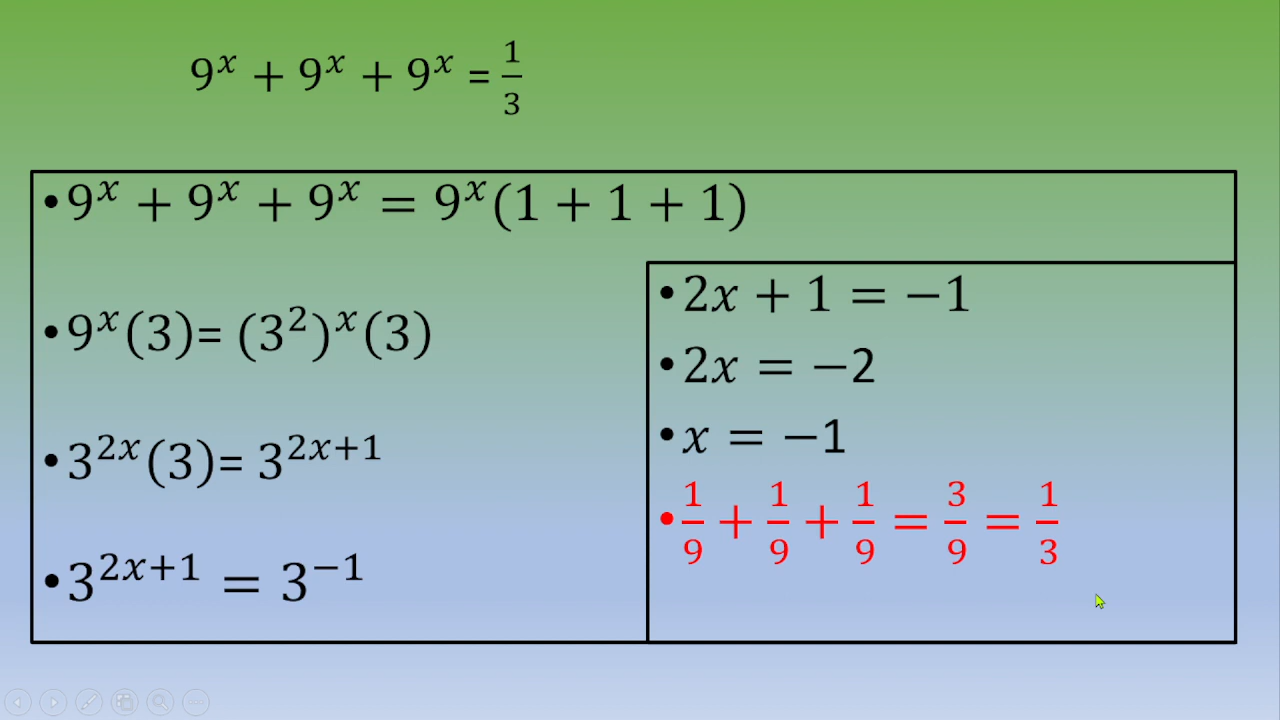 9^x + 9^x + 9^x = 1/3
•9^x + 9^x + 9^x = 9^x(1 + 1 + 1)
•9^x(3)= (3^2)^x(3)
•3^{2x}(3)= 3^{2x+1}
•3^{2x+1} = 3^{−1}
•2x + 1 = −1
•2x = −2
•x = −1
•1/9 + 1/9 + 1/9 = 3/9 = 1/3